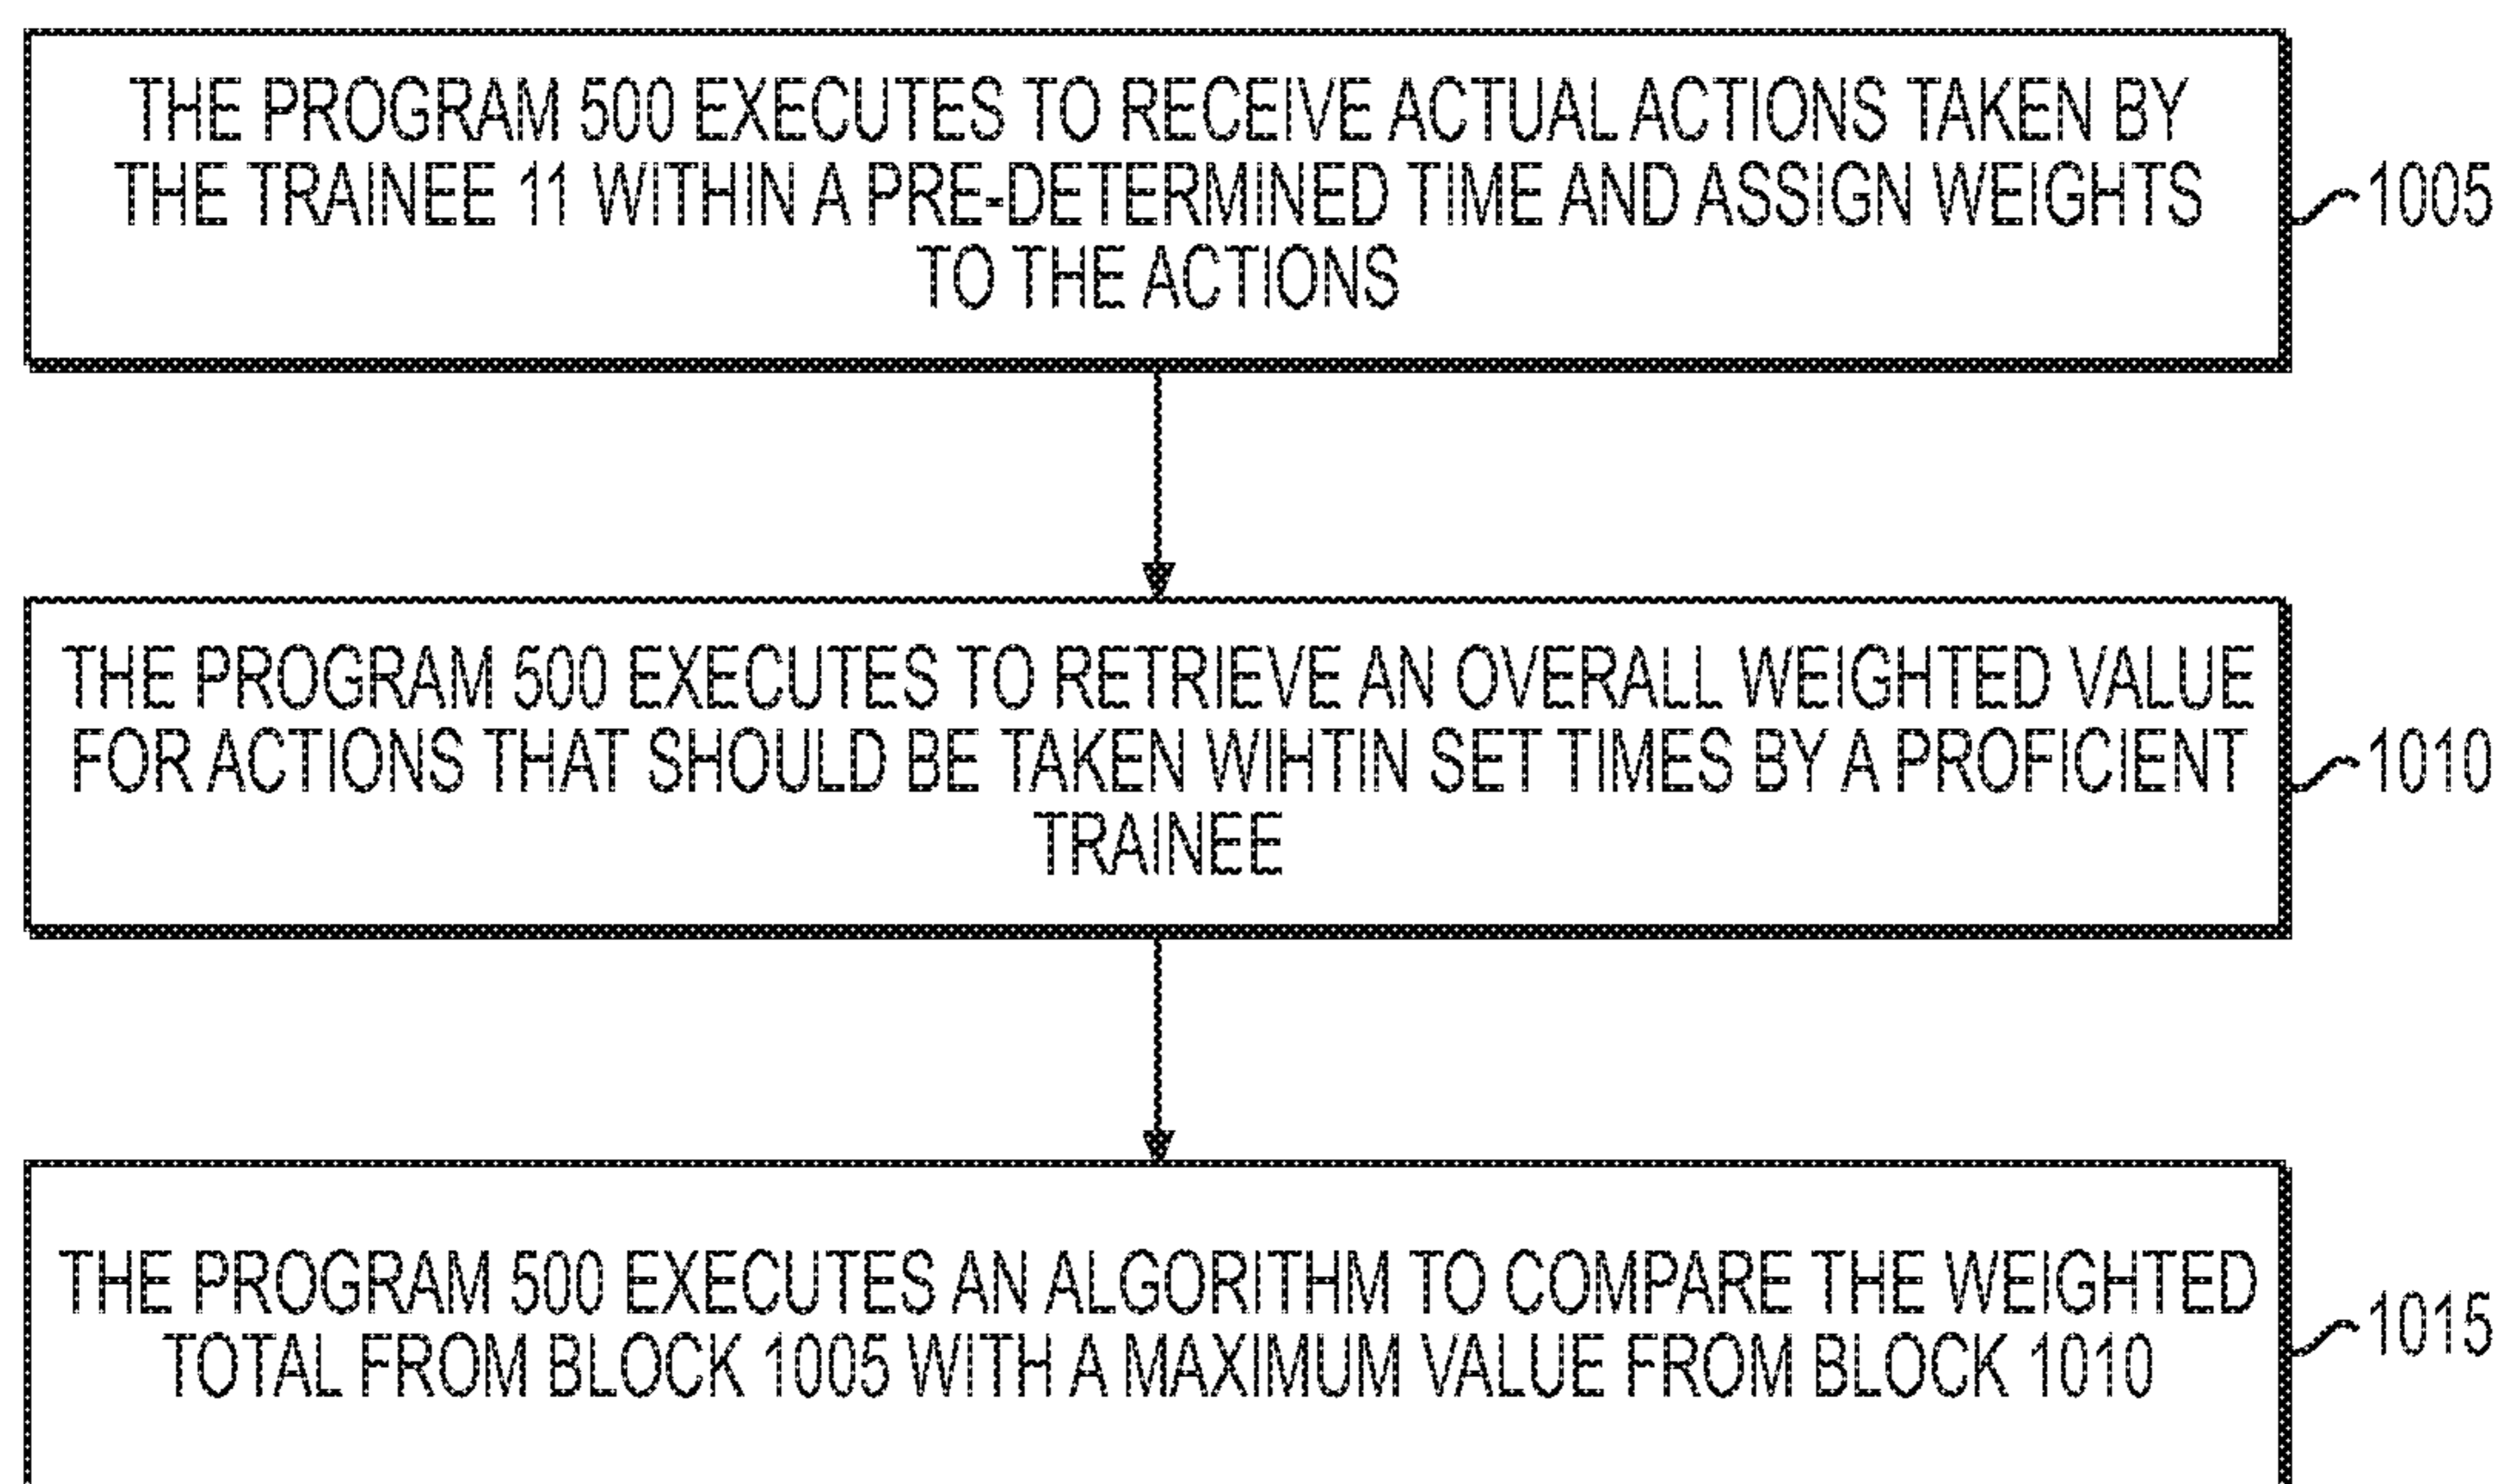 THE PROGRAM 500 EXECUTES TO RECEIVE ACTUAL ACTIONS TAKEN BY
THE TRAINEE 11 WITHIN A PRE-DETERMINED TIME AND ASSIGN WEIGHTS
TO THE ACTIONS
1005
THE PROGRAM 500 EXECUTES TO RETRIEVE AN OVERALL WEIGHTED VALUE
FOR ACTIONS THAT SHOULD BE TAKEN WIHTIN SET TIMES BY A PROFICIENT
TRAINEE
1010
THE PROGRAM 500 EXECUTES AN ALGORITHM TO COMPARE THE WEIGHTED
TOTAL FROM BLOCK 1005 WITH A MAXIMUM VALUE FROM BLOCK 1010
1015